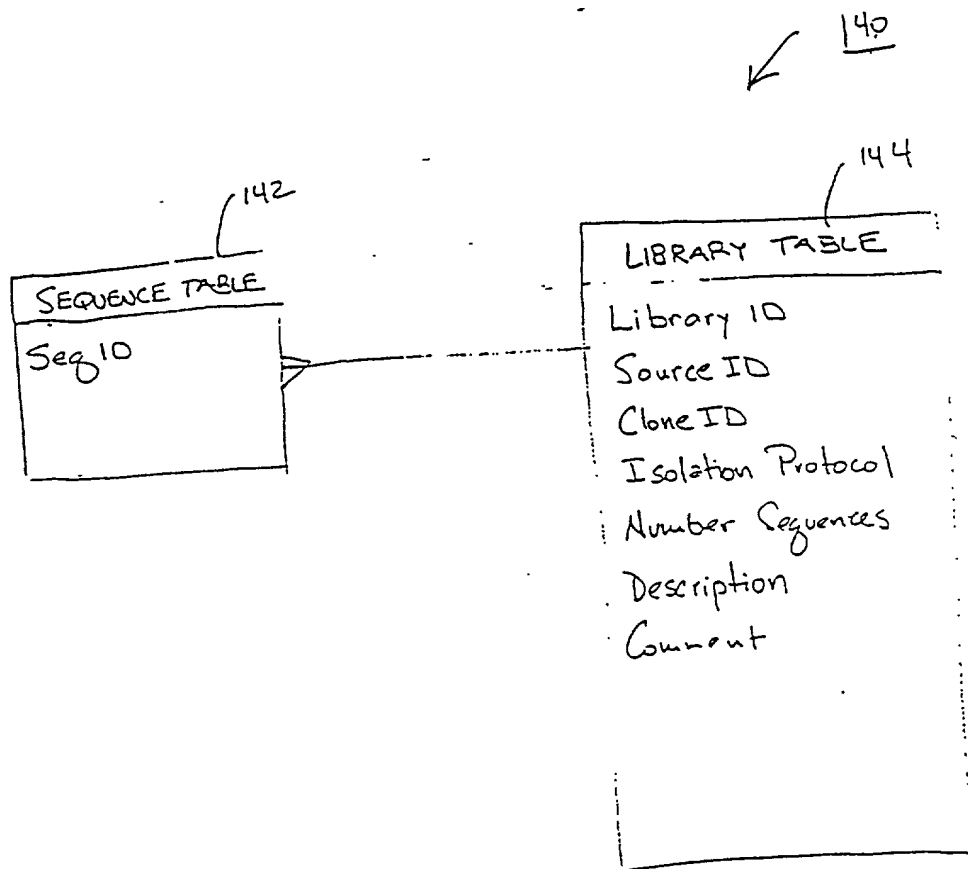 140
142
144
SEQUENCE TABLE
Seq ID
LIBRARY TABLE
Library ID
Source ID
Clone ID
Isolation Protocol
Number Sequences
Description
Comment